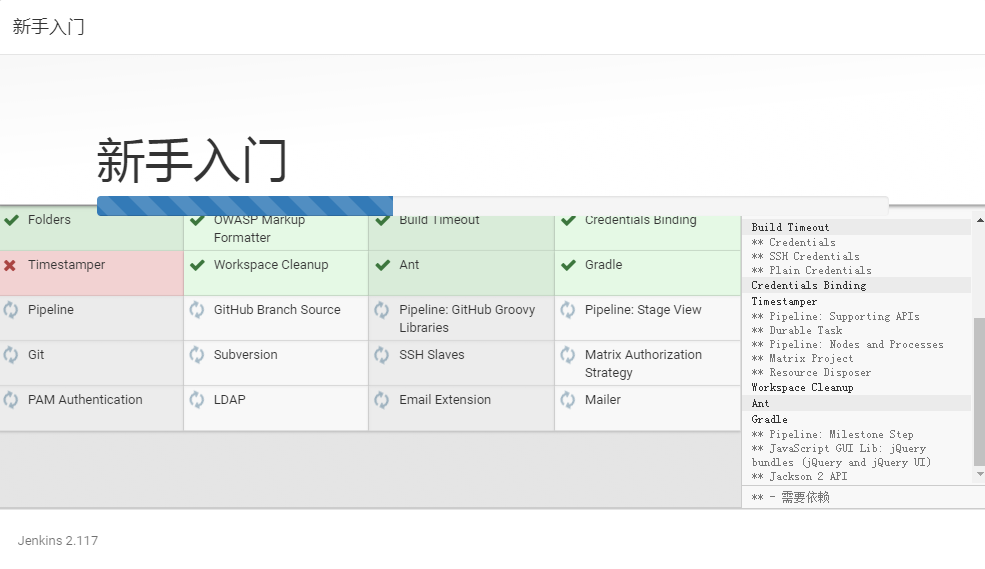 新手入门
新手入门
Folders
OWASP Markup
Formatter
Build Timeout
Credentials Binding
Timestamper
Workspace Cleanup
Ant
Gradle
Pipeline
GitHub Branch Source
Pipeline: GitHub Groovy
Libraries
Pipeline: Stage View
Git
Subversion
SSH Slaves
Matrix Authorization
Strategy
PAM Authentication
LDAP
Email Extension
Mailer
Build Timeout
** Credentials
** SSH Credentials
** Plain Credentials
Credentials Binding
Timestamper
** Pipeline: Supporting APIs
** Durable Task
** Pipeline: Nodes and Processes
** Matrix Project
** Resource Disposer
Workspace Cleanup
Ant
Gradle
** Pipeline: Milestone Step
** JavaScript GUI Lib: jQuery
bundles (jQuery and jQuery UI)
** Jackson 2 API
** - 需要依赖
Jenkins 2.117